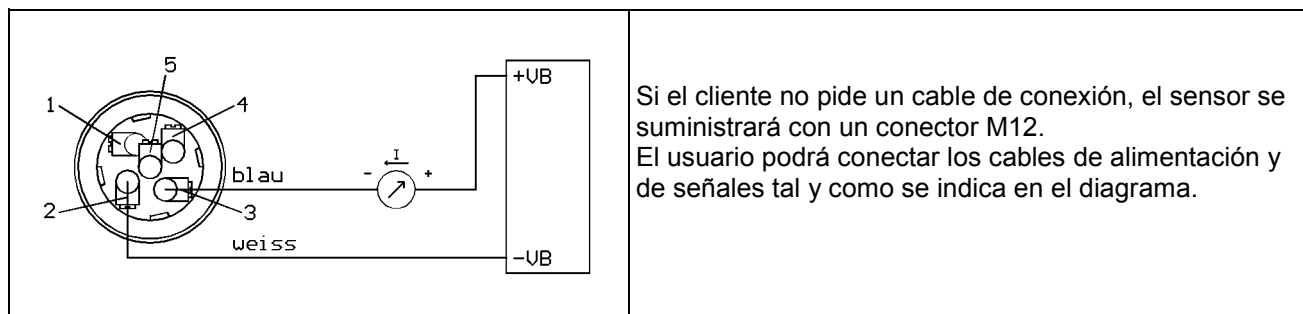 5
1
4
+VB
I
- +
blau
2
3
weiss
-VB
Si el cliente no pide un cable de conexión, el sensor se
suministrará con un conector M12.
El usuario podrá conectar los cables de alimentación y
de señales tal y como se indica en el diagrama.